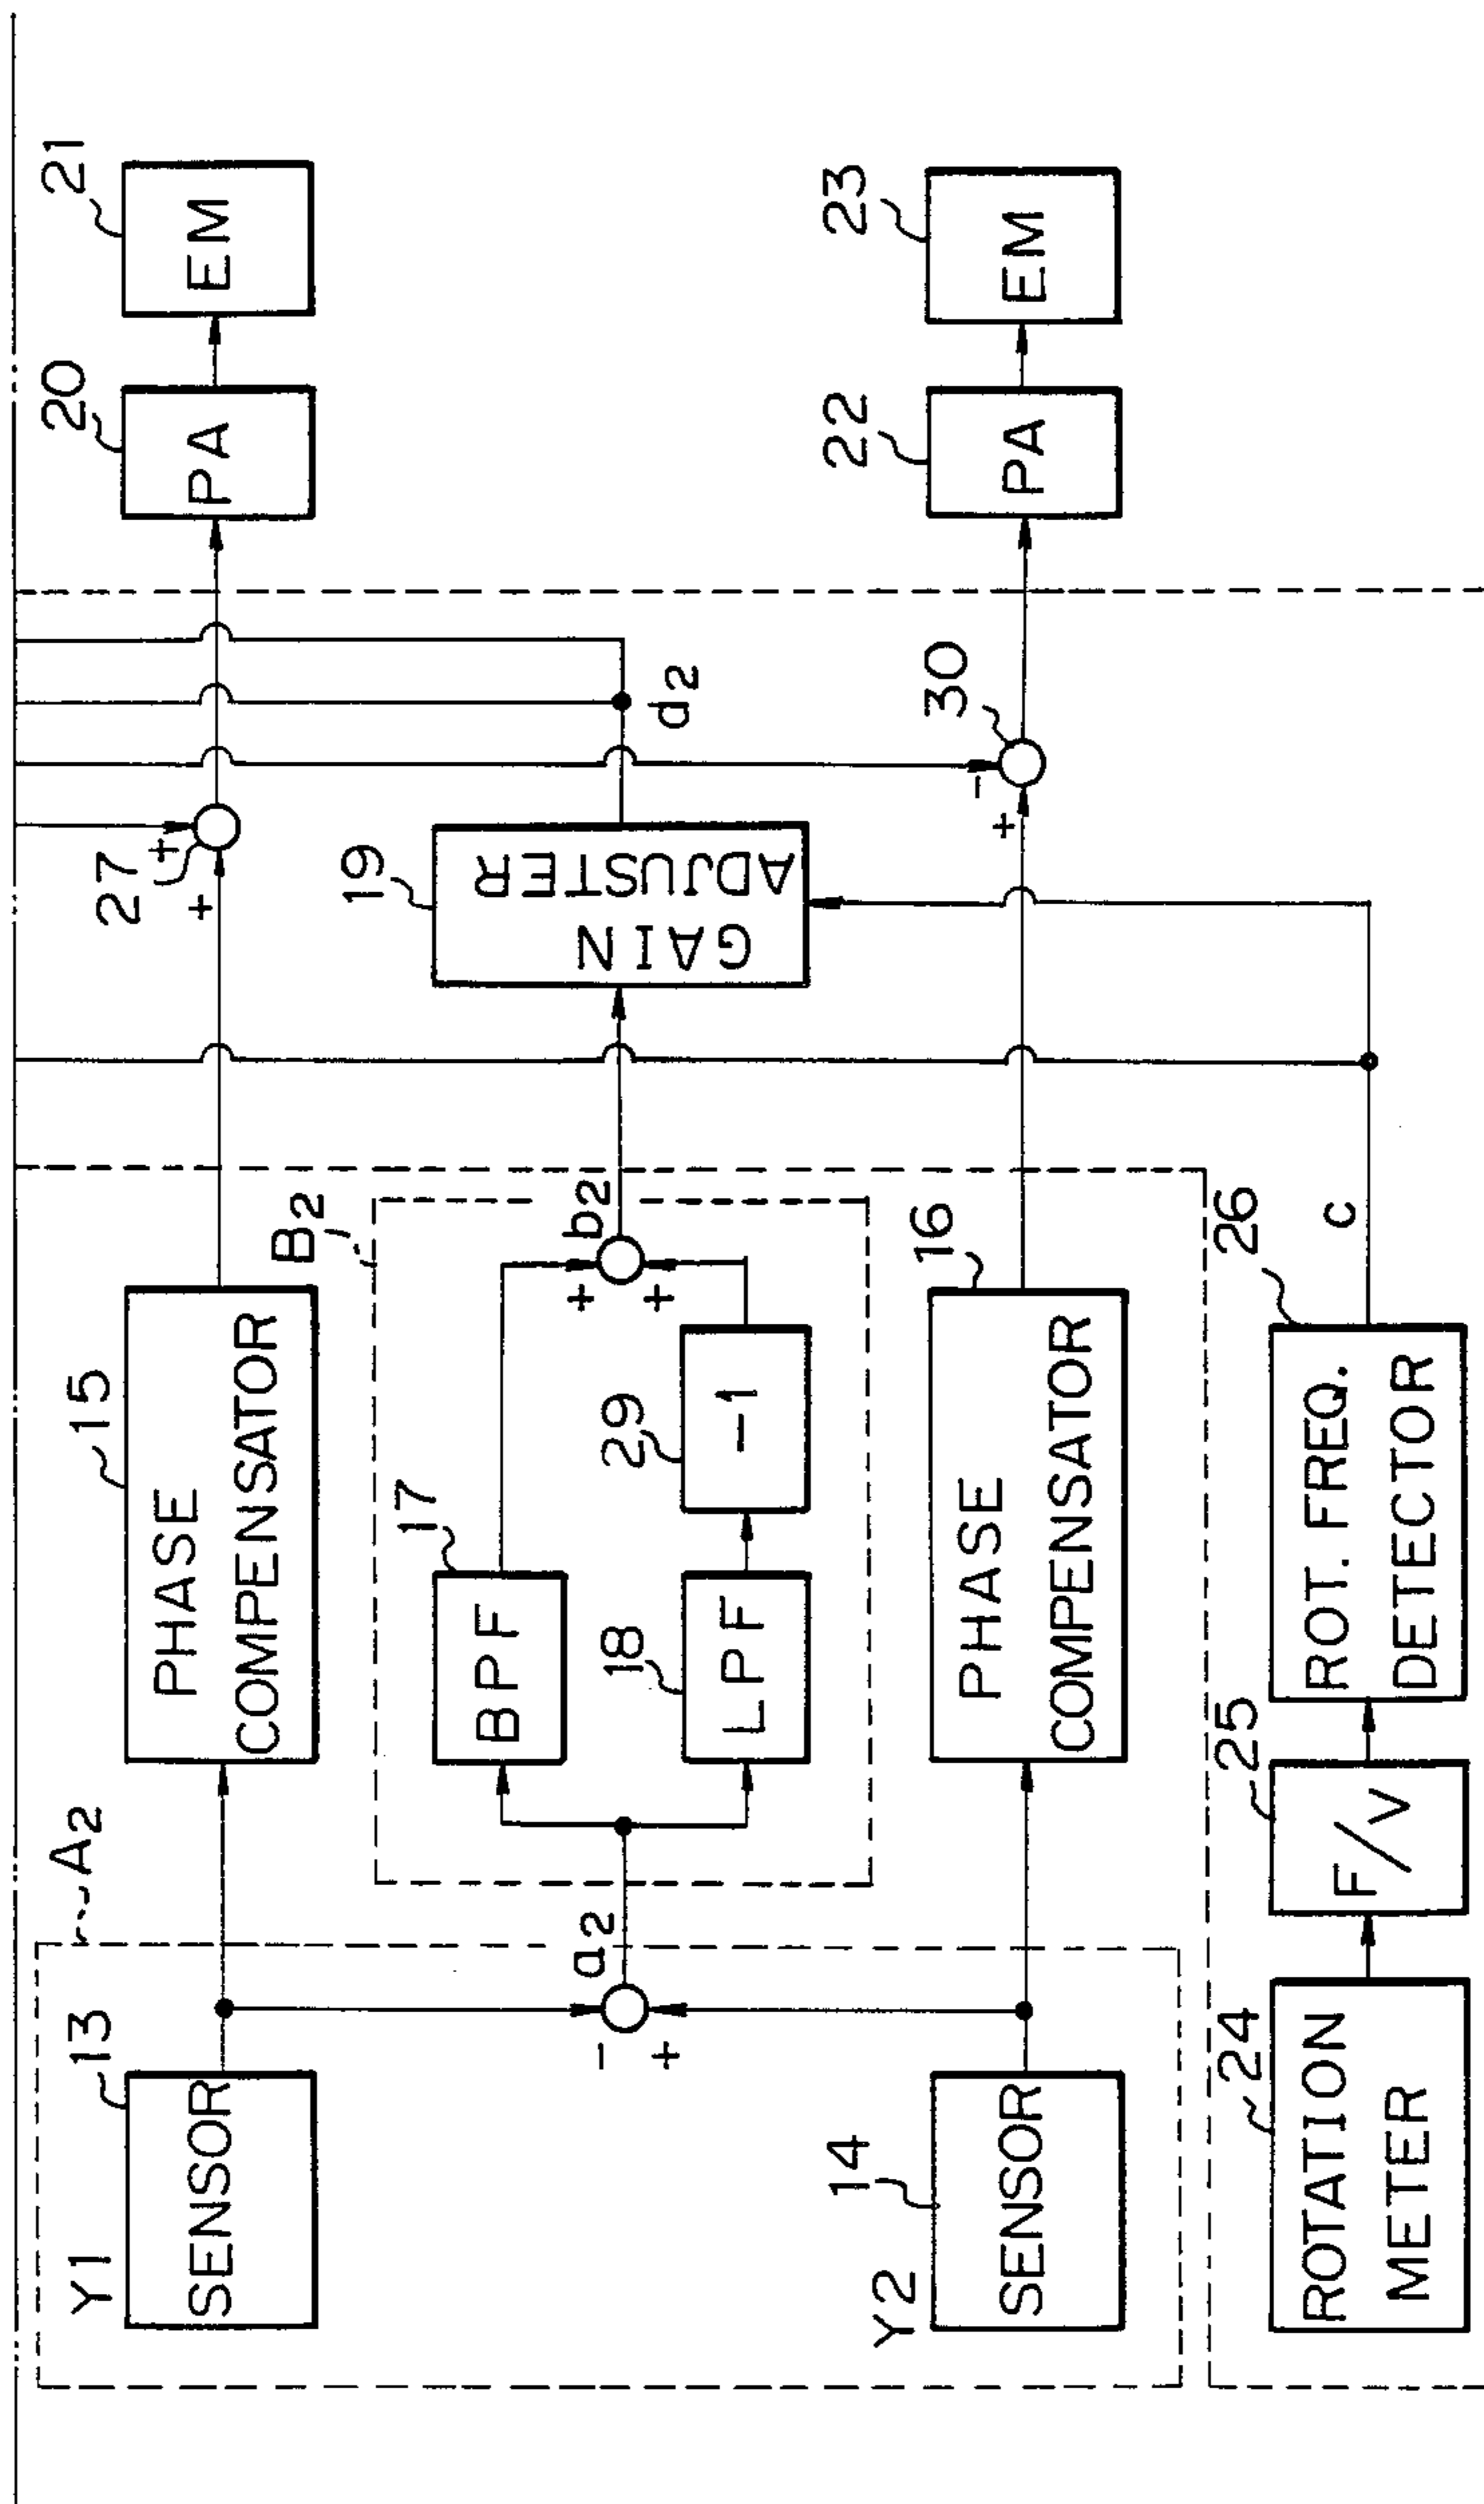 Y1
13
SENSOR
A2
15
PHASE
COMPENSATOR
27
+
+
20
PA
21
EM
a2
-
+
B2
17
BPF
18
LPF
29
-1
b2
+
+
19
GAIN
ADJUSTER
d2
Y2
14
SENSOR
16
PHASE
COMPENSATOR
30
-
+
22
PA
23
EM
24
ROTATION
METER
25
F/V
26
ROT. FREQ.
DETECTOR
c